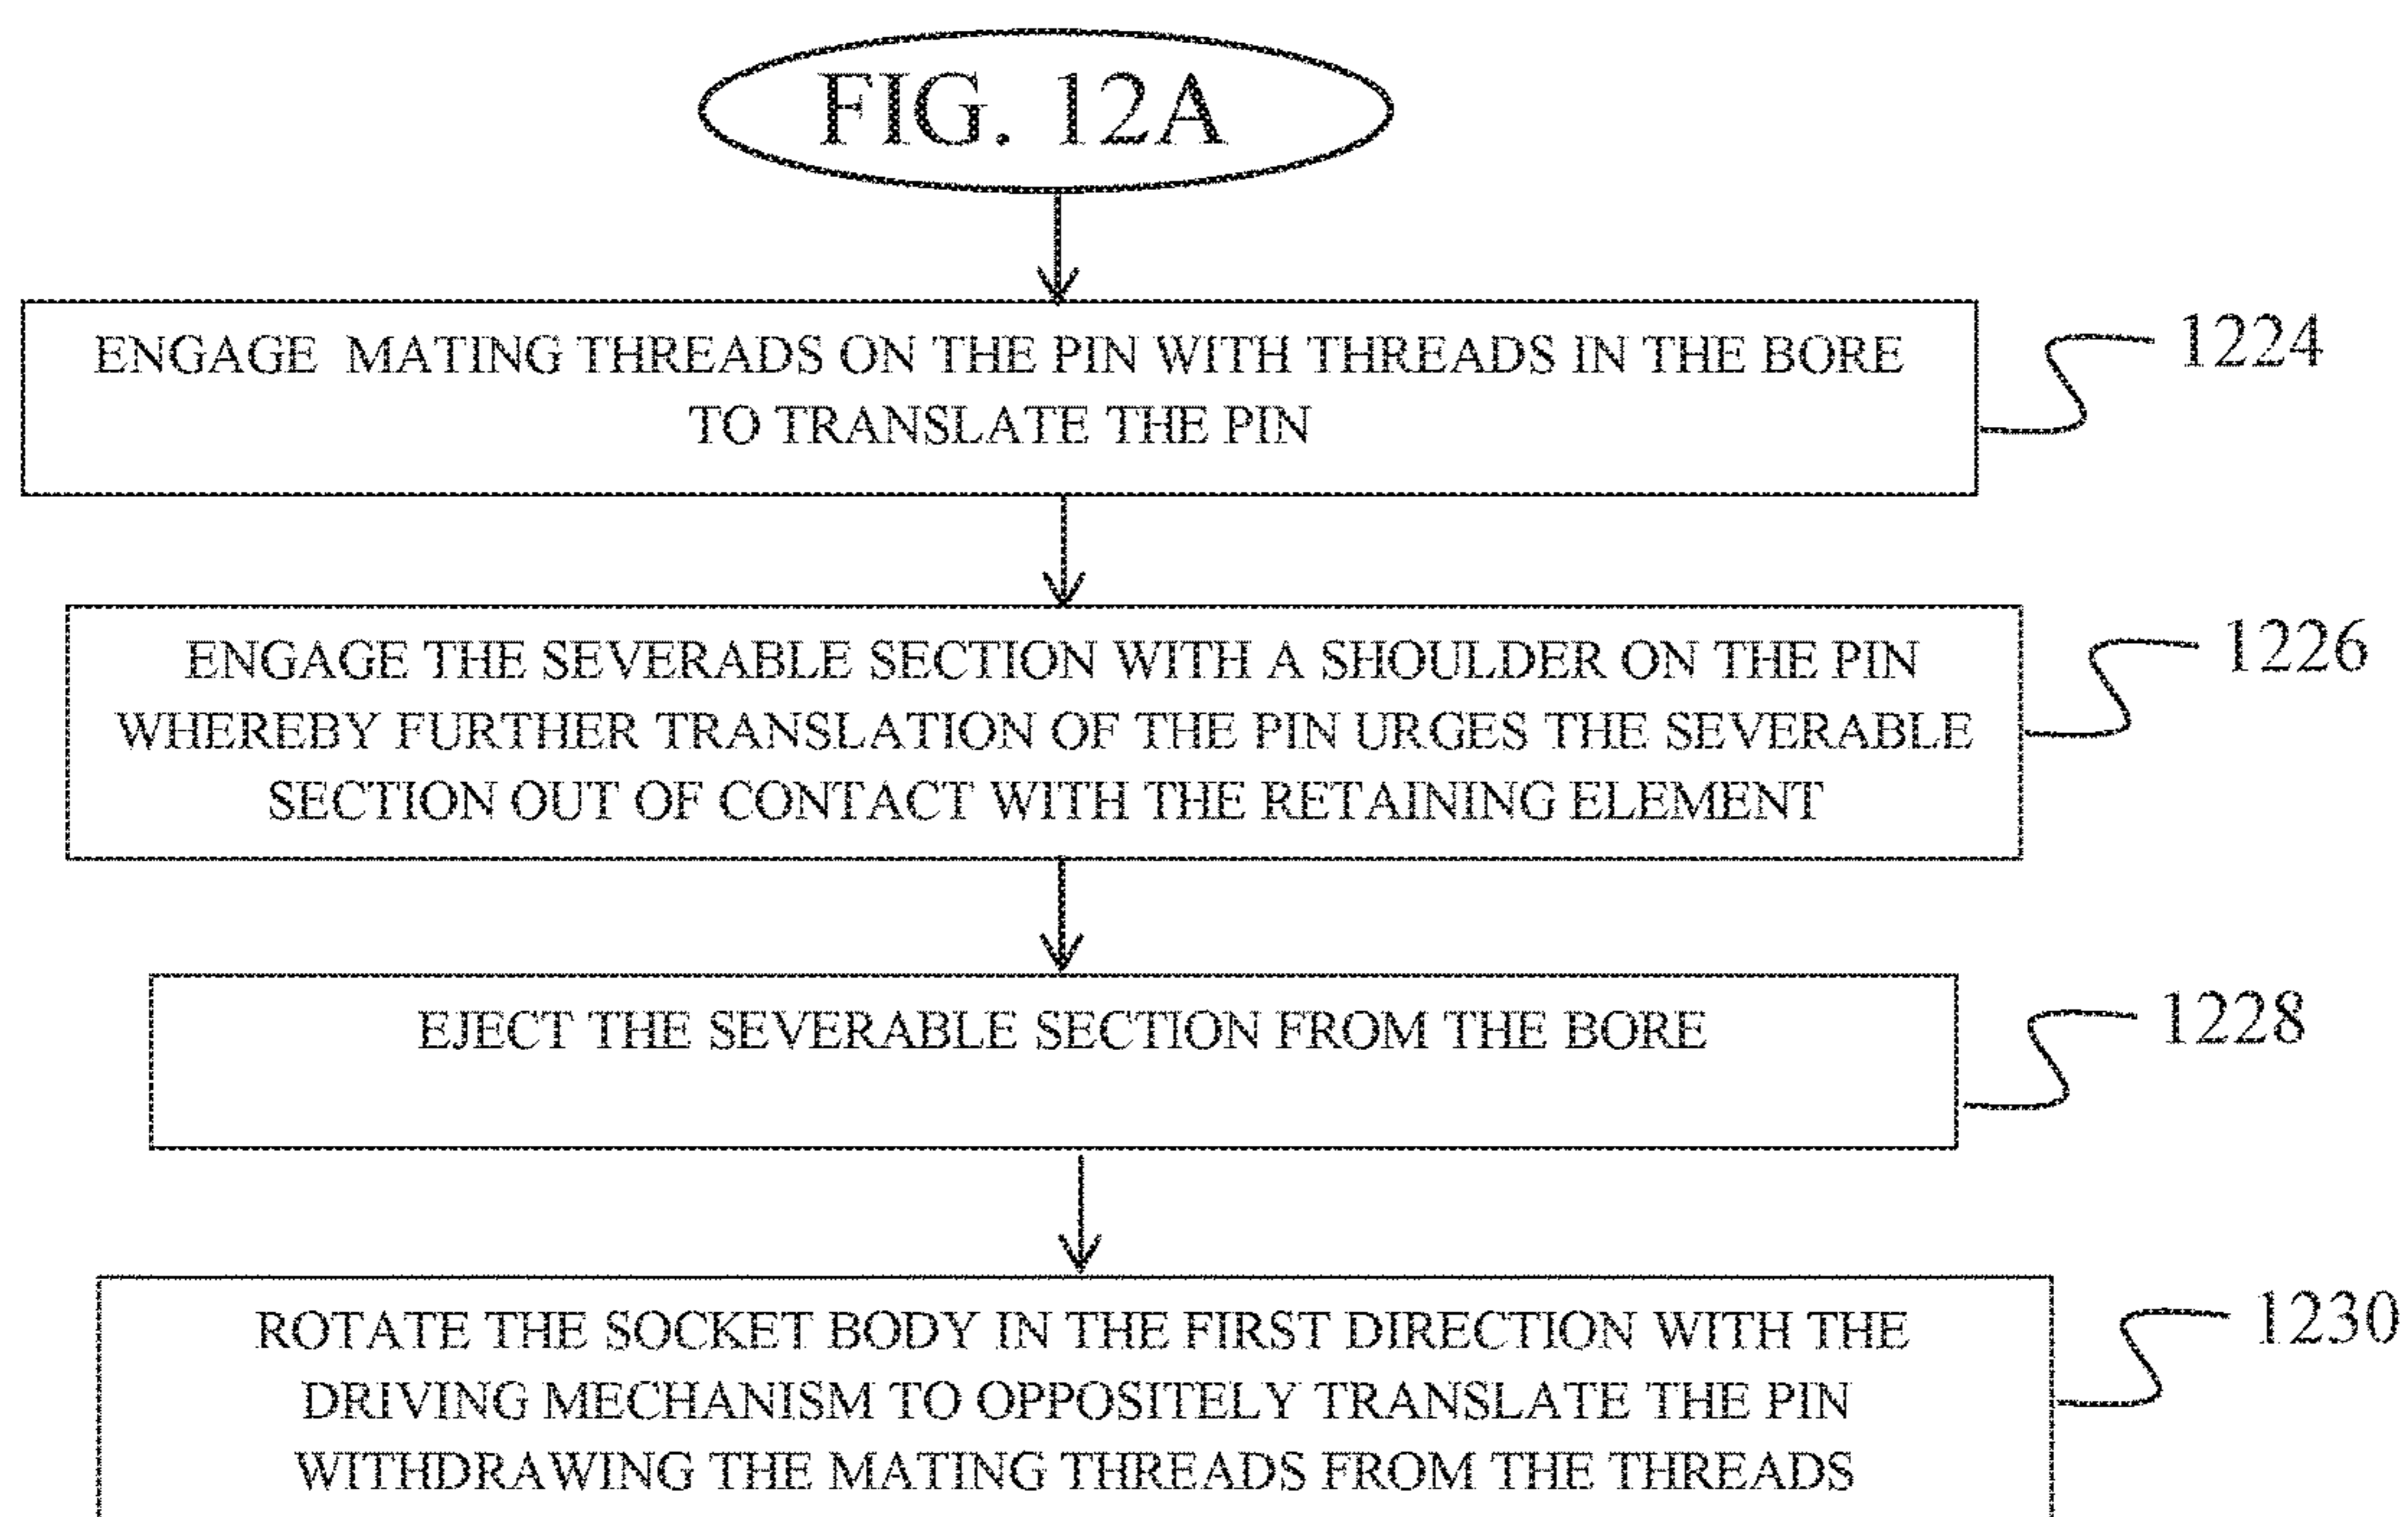 FIG. 12A
ENGAGE MATING THREADS ON THE PIN WITH THREADS IN THE BORE
TO TRANSLATE THE PIN
1224
ENGAGE THE SEVERABLE SECTION WITH A SHOULDER ON THE PIN
WHEREBY FURTHER TRANSLATION OF THE PIN URGES THE SEVERABLE
SECTION OUT OF CONTACT WITH THE RETAINING ELEMENT
1226
EJECT THE SEVERABLE SECTION FROM THE BORE
1228
ROTATE THE SOCKET BODY IN THE FIRST DIRECTION WITH THE
DRIVING MECHANISM TO OPPOSITELY TRANSLATE THE PIN
WITHDRAWING THE MATING THREADS FROM THE THREADS
1230